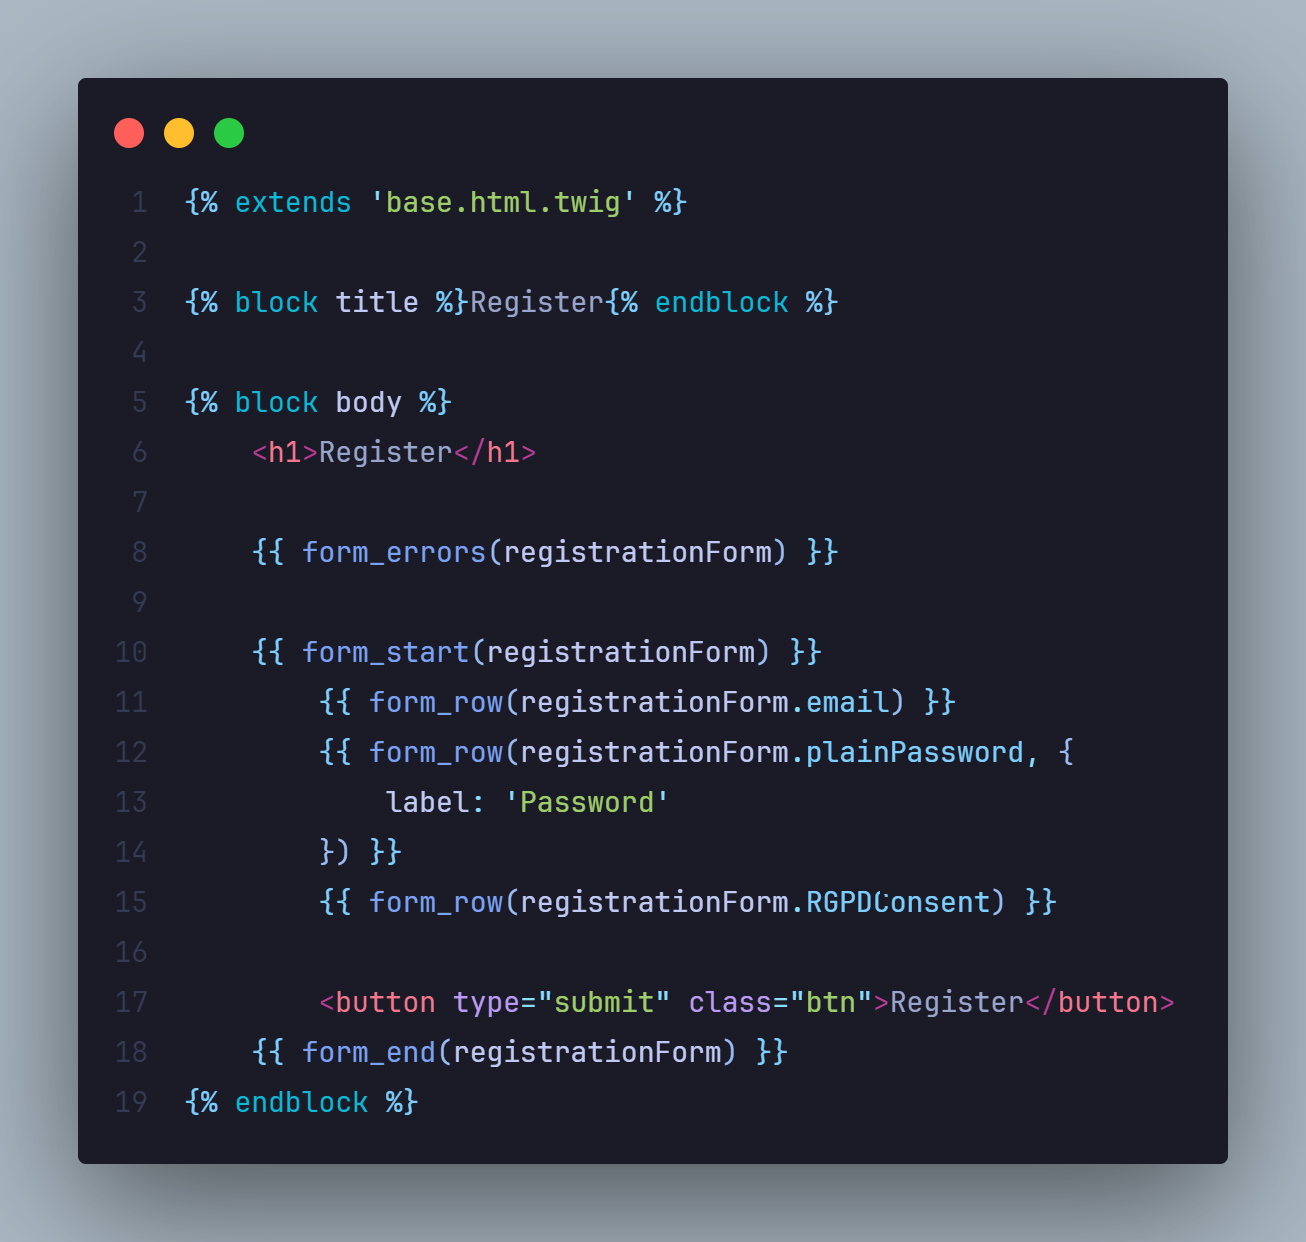 1 {% extends 'base.html.twig' %}
2
3 {% block title %}Register{% endblock %}
4
5 {% block body %}
6     <h1>Register</h1>
7
8     {{ form_errors(registrationForm) }}
9
10     {{ form_start(registrationForm) }}
11         {{ form_row(registrationForm.email) }}
12         {{ form_row(registrationForm.plainPassword, {
13             label: 'Password'
14         }) }}
15         {{ form_row(registrationForm.RGPDConsent) }}
16
17         <button type="submit" class="btn">Register</button>
18     {{ form_end(registrationForm) }}
19 {% endblock %}